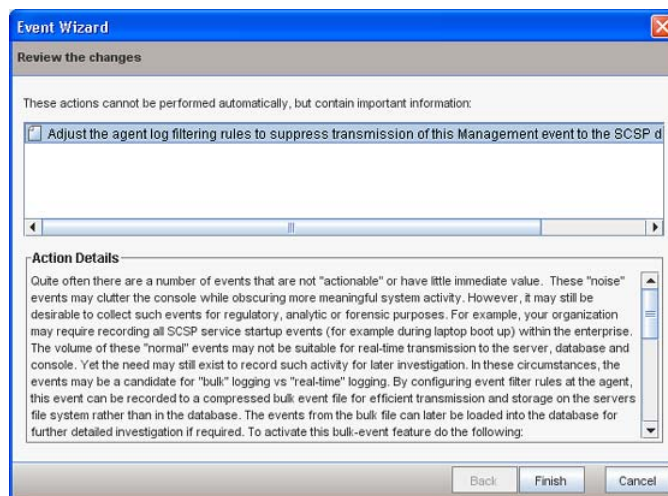 Event Wizard
Review the changes
These actions cannot be performed automatically, but contain important information:
Adjust the agent log filtering rules to suppress transmission of this Management event to the SCSP d
Action Details
Quite often there are a number of events that are not "actionable" or have little immediate value. These "noise"
events may clutter the console while obscuring more meaningful system activity. However, it may still be
desirable to collect such events for regulatory, analytic or forensic purposes. For example, your organization
may require recording all SCSP service startup events (for example during laptop boot up) within the enterprise.
The volume of these "normal" events may not be suitable for real-time transmission to the server, database and
console. Yet the need may still exist to record such activity for later investigation. In these circumstances, the
events may be a candidate for "bulk" logging vs "real-time" logging. By configuring event filter rules at the agent,
this event can be recorded to a compressed bulk event file for efficient transmission and storage on the servers
file system rather than in the database. The events from the bulk file can later be loaded into the database for
further detailed investigation if required. To activate this bulk-event feature do the following:
Back Finish Cancel